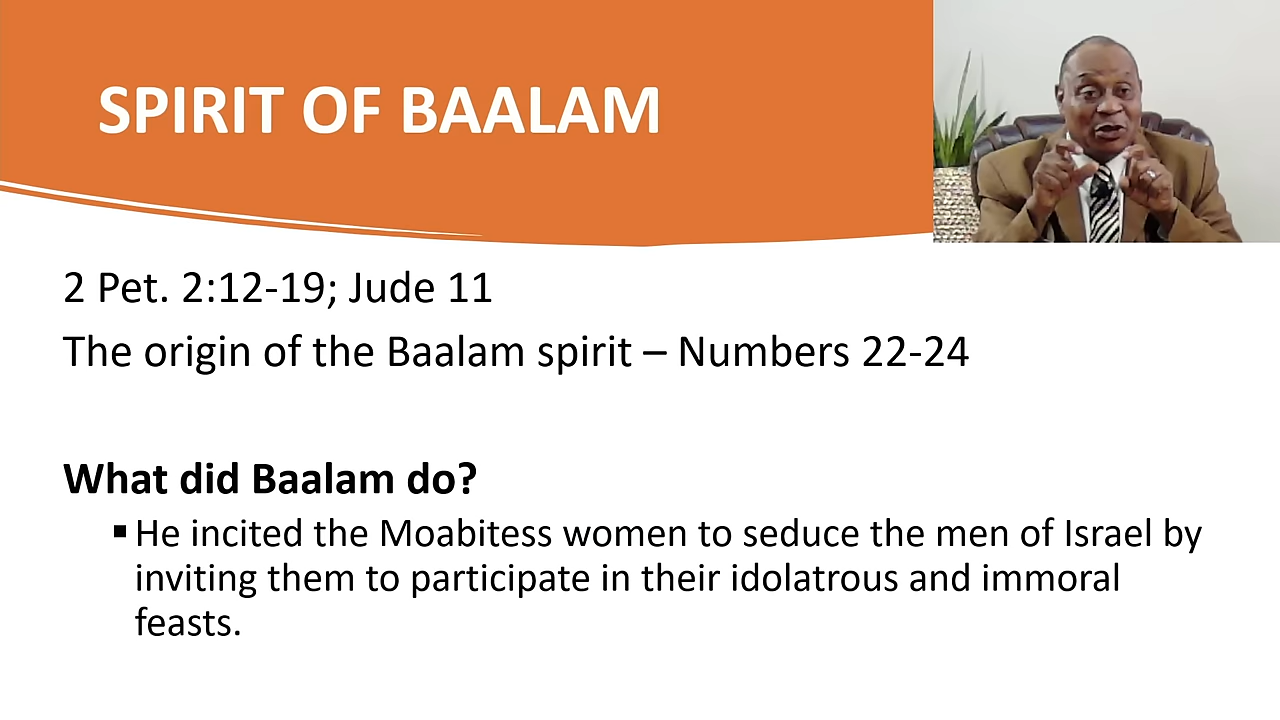 SPIRIT OF BAALAM
2 Pet. 2:12-19; Jude 11
The origin of the Baalam spirit – Numbers 22-24
What did Baalam do?
▪ He incited the Moabitess women to seduce the men of Israel by
inviting them to participate in their idolatrous and immoral
feasts.